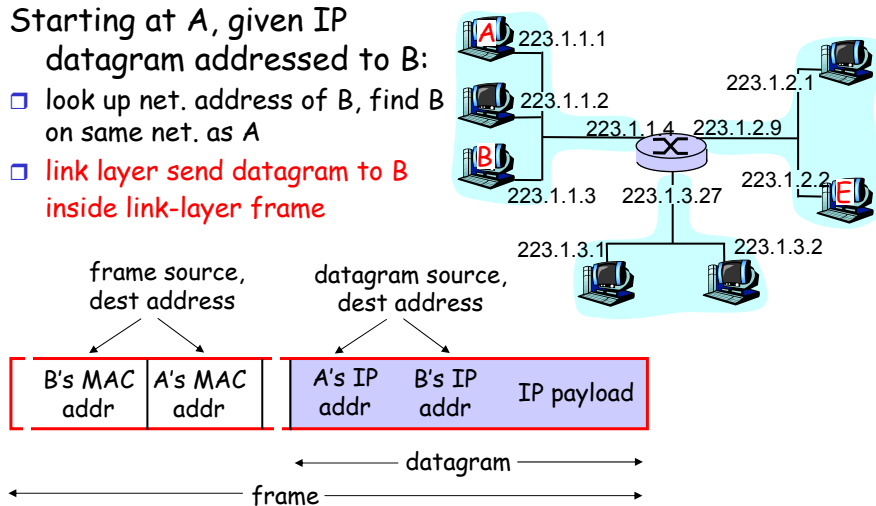 Starting at A, given IP
datagram addressed to B:
❒ look up net. address of B, find B
on same net. as A
❒ link layer send datagram to B
inside link-layer frame
A
223.1.1.1
223.1.1.2
B
223.1.1.3
223.1.1.4
223.1.2.9
223.1.2.1
223.1.2.2
E
223.1.3.27
223.1.3.1
223.1.3.2
frame source,
dest address
datagram source,
dest address
B's MAC
addr
A's MAC
addr
A's IP
addr
B's IP
addr
IP payload
datagram
frame